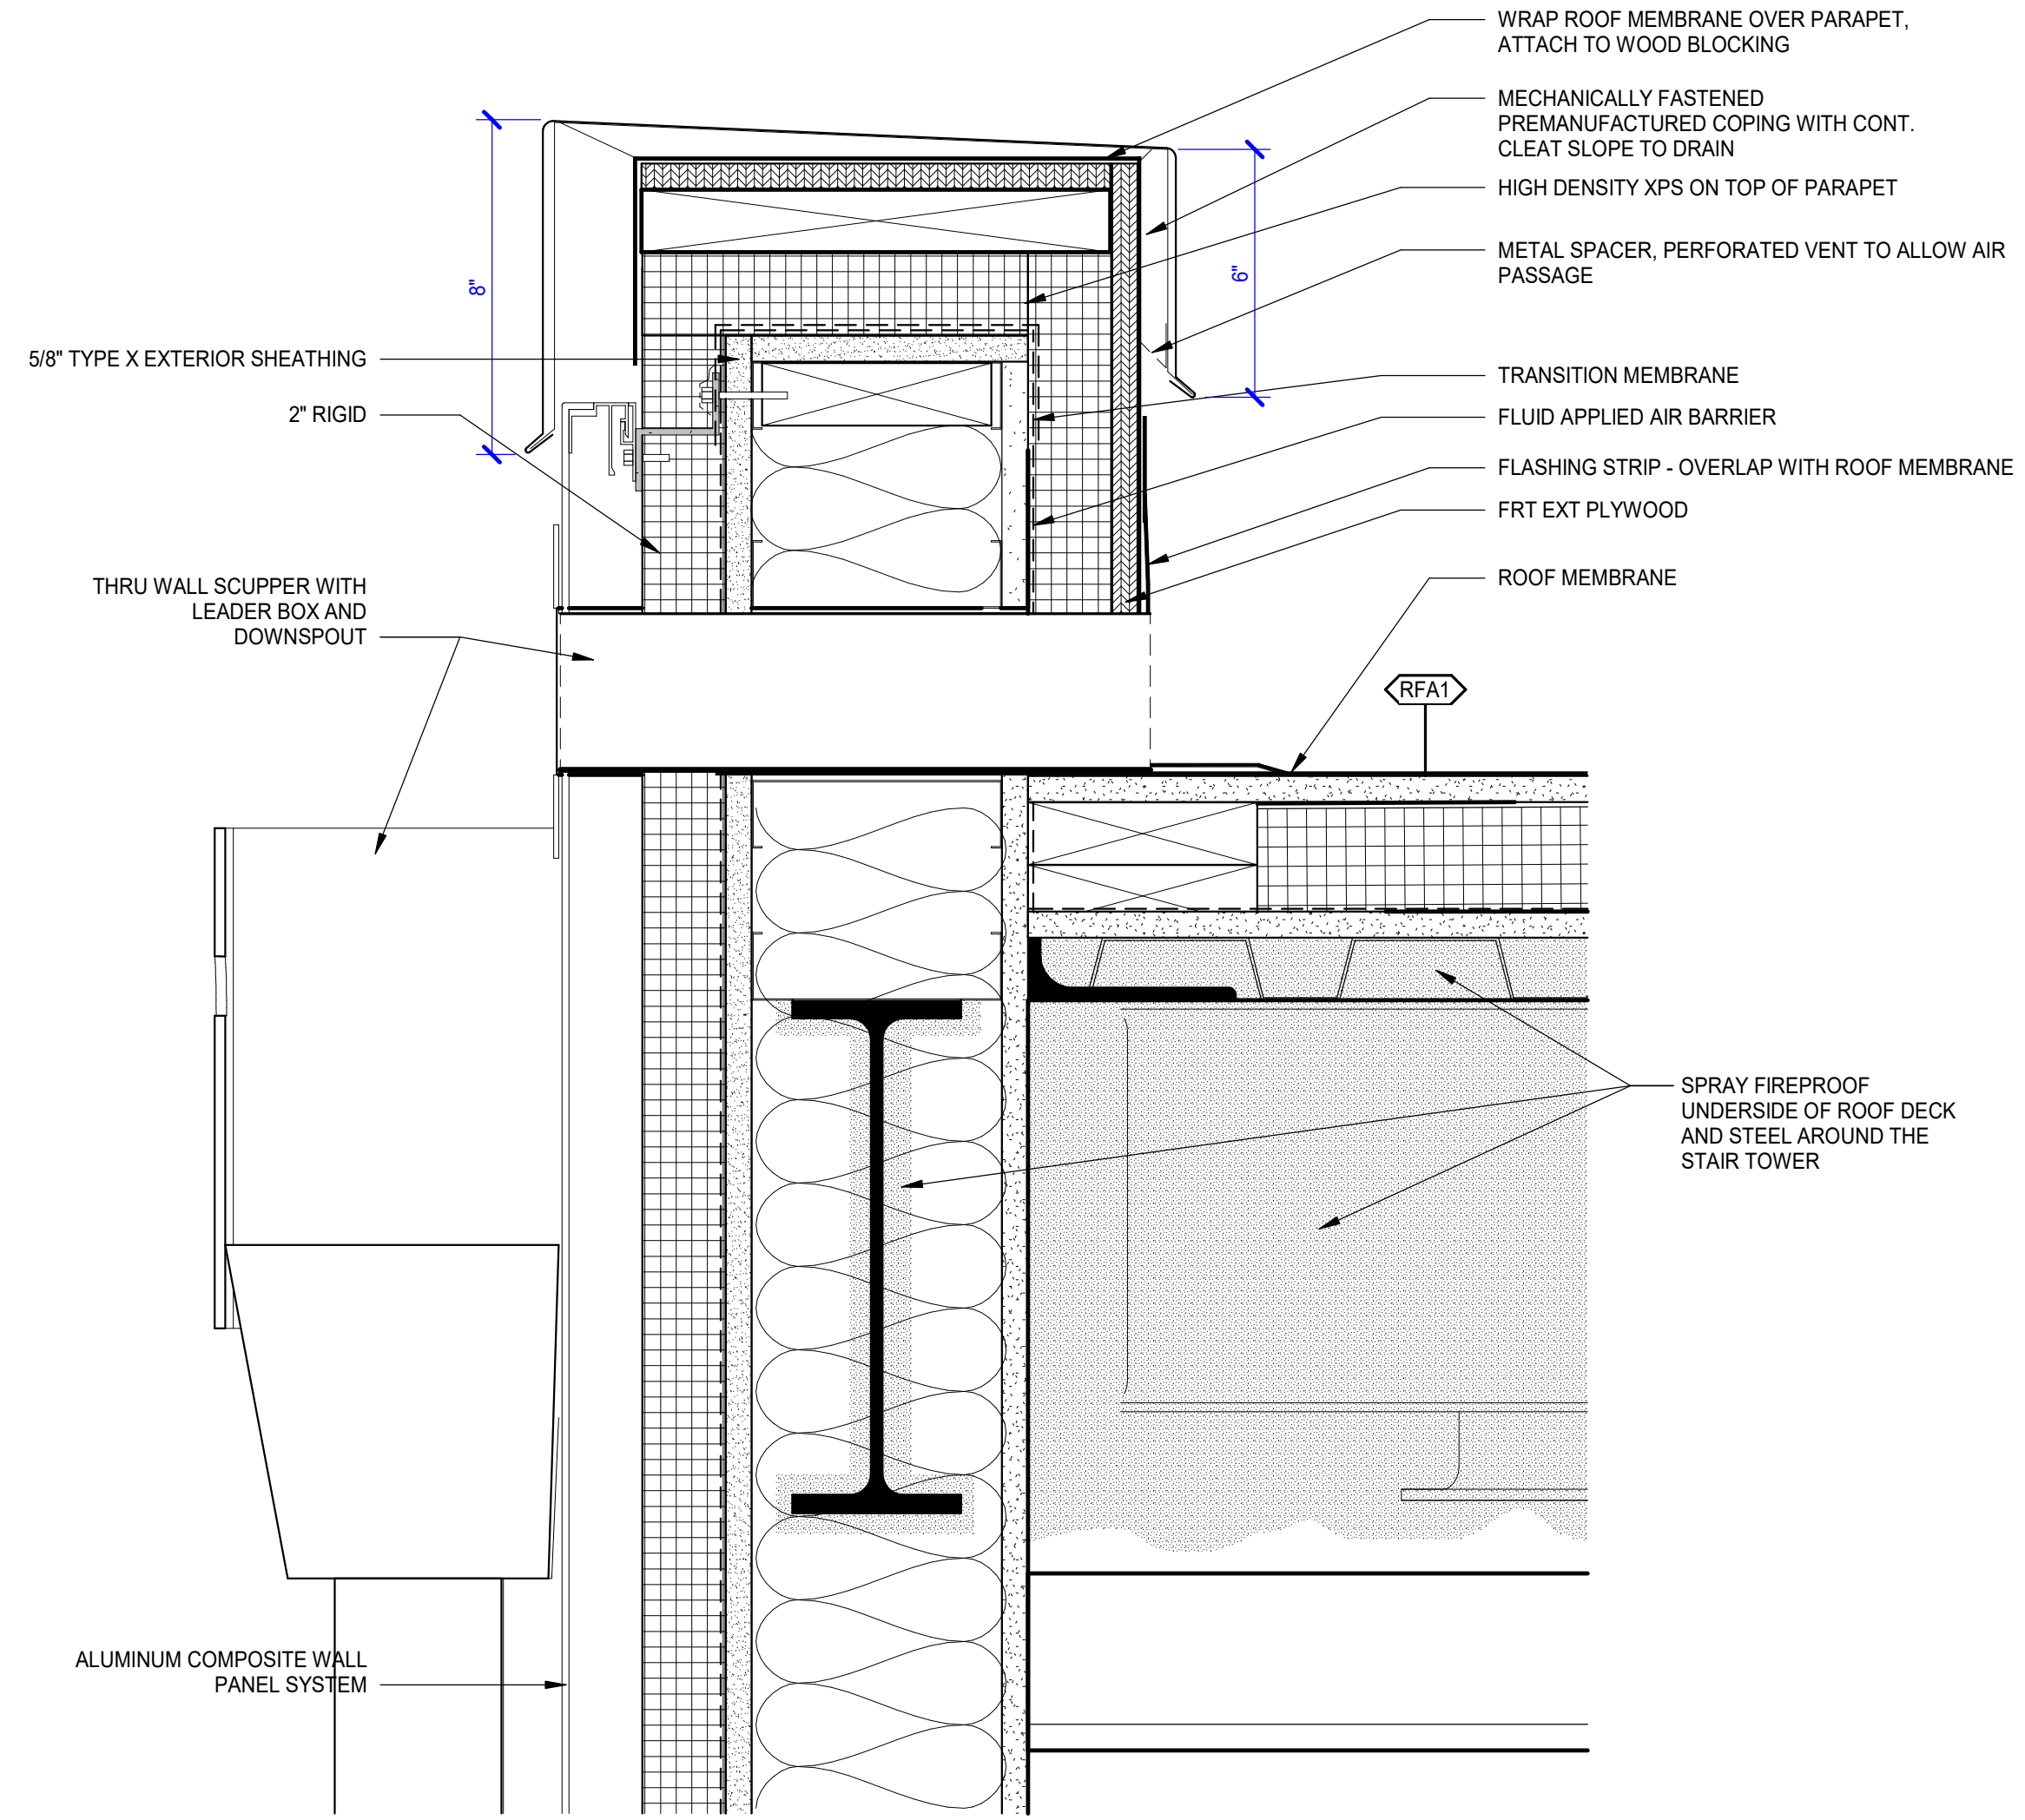 WRAP ROOF MEMBRANE OVER PARAPET,
ATTACH TO WOOD BLOCKING
MECHANICALLY FASTENED
PREMANUFACTURED COPING WITH CONT.
CLEAT SLOPE TO DRAIN
HIGH DENSITY XPS ON TOP OF PARAPET
METAL SPACER, PERFORATED VENT TO ALLOW AIR
PASSAGE
8"
6"
5/8" TYPE X EXTERIOR SHEATHING
2" RIGID
TRANSITION MEMBRANE
FLUID APPLIED AIR BARRIER
FLASHING STRIP - OVERLAP WITH ROOF MEMBRANE
FRT EXT PLYWOOD
ROOF MEMBRANE
THRU WALL SCUPPER WITH
LEADER BOX AND
DOWNSPOUT
RFA1
SPRAY FIREPROOF
UNDERSIDE OF ROOF DECK
AND STEEL AROUND THE
STAIR TOWER
ALUMINUM COMPOSITE WALL
PANEL SYSTEM